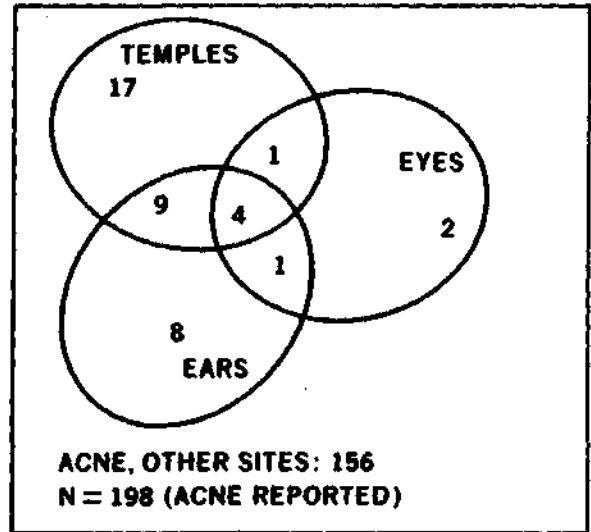 TEMPLES
17
1
EYES
9
4
2
1
8
EARS
ACNE, OTHER SITES: 156
N = 198 (ACNE REPORTED)